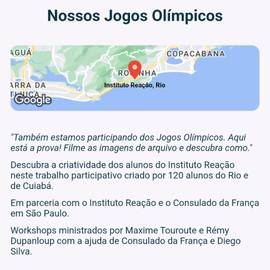 Nossos Jogos Olímpicos
COPACABANA
AGUÁ
ROCINHA
Instituto Reação, Rio
ARRA DA
TIJUCA
Google
"Também estamos participando dos Jogos Olímpicos. Aqui
está a prova! Filme as imagens de arquivo e descubra como."
Descubra a criatividade dos alunos do Instituto Reação
neste trabalho participativo criado por 120 alunos do Rio e
de Cuiabá.
Em parceria com o Instituto Reação e o Consulado da França
em São Paulo.
Workshops ministrados por Maxime Touroute e Rémy
Dupanloup com a ajuda de Consulado da França e Diego
Silva.